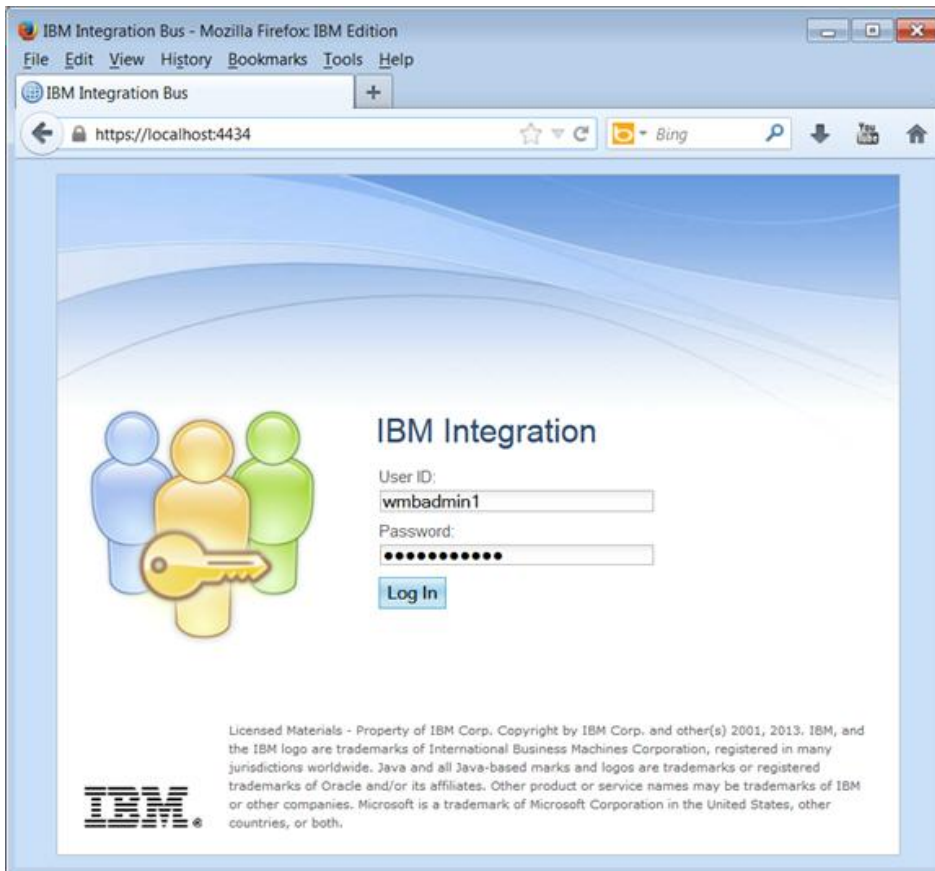 IBM Integration Bus - Mozilla Firefox: IBM Edition
File Edit View History Bookmarks Tools Help
IBM Integration Bus
https://localhost:4434
Bing
You
Tube
IBM Integration
User ID:
wmbadmin1
Password:
●●●●●●●●●●●
Log In
Licensed Materials - Property of IBM Corp. Copyright by IBM Corp. and other(s) 2001, 2013. IBM, and
the IBM logo are trademarks of International Business Machines Corporation, registered in many
jurisdictions worldwide. Java and all Java-based marks and logos are trademarks or registered
trademarks of Oracle and/or its affiliates. Other product or service names may be trademarks of IBM
or other companies. Microsoft is a trademark of Microsoft Corporation in the United States, other
countries, or both.
IBM